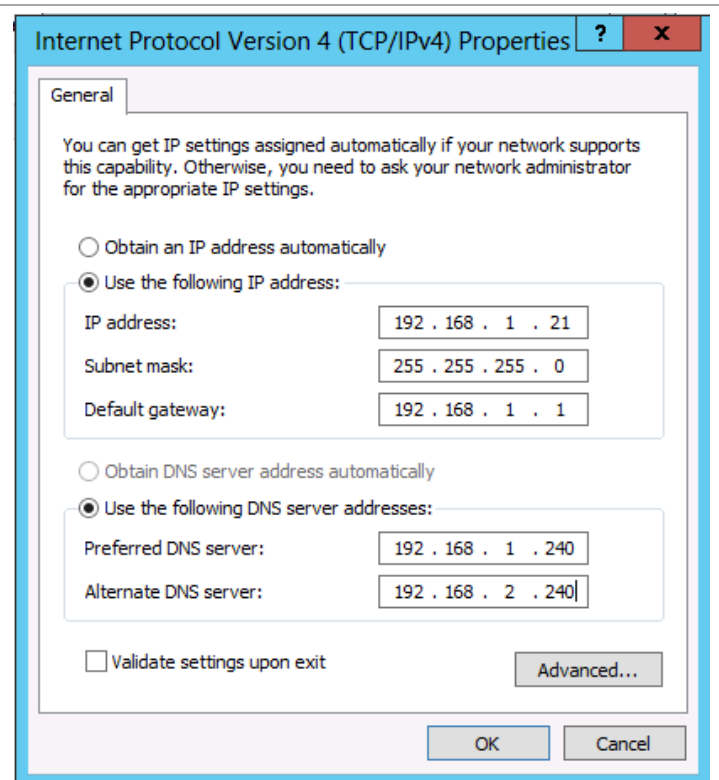 Internet Protocol Version 4 (TCP/IPv4) Properties ? x
General
You can get IP settings assigned automatically if your network supports
this capability. Otherwise, you need to ask your network administrator
for the appropriate IP settings.
Obtain an IP address automatically
Use the following IP address:
IP address: 192 . 168 . 1 . 21
Subnet mask: 255 . 255 . 255 . 0
Default gateway: 192 . 168 . 1 . 1
Obtain DNS server address automatically
Use the following DNS server addresses:
Preferred DNS server: 192 . 168 . 1 . 240
Alternate DNS server: 192 . 168 . 2 . 240
Validate settings upon exit
Advanced...
OK Cancel